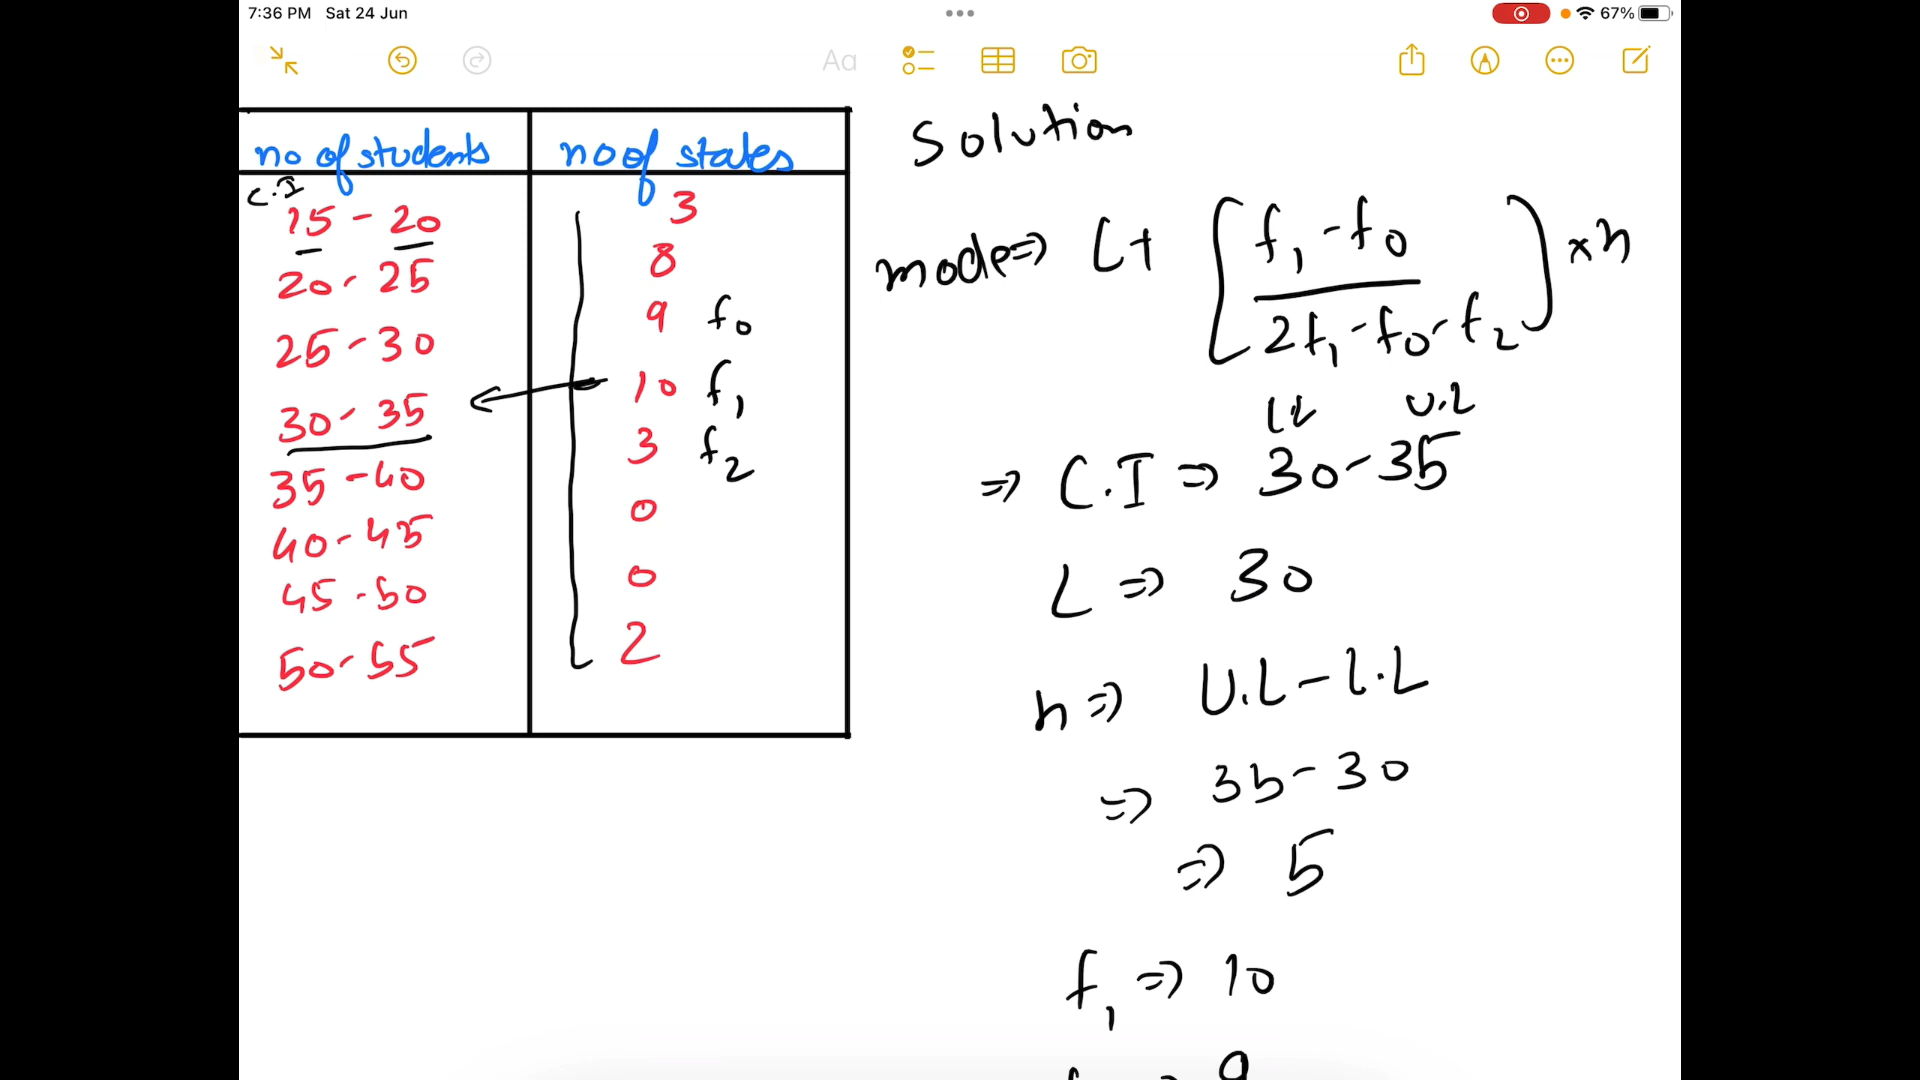 7:36 PM Sat 24 Jun
67%
Aa
no of students no of states
C.I
15 - 20 3
20 - 25 8
25 - 30 9 f0
30 - 35 10 f1
35 - 40 3 f2
40 - 45 0
45 - 50 0
50 - 55 2
Solution
mode => L + [f1 - f0 / 2f1 - f0 - f2] × h
LL U.L
=> C.I => 30 - 35
L => 30
h => U.L - L.L
=> 35 - 30
=> 5
f1 => 10